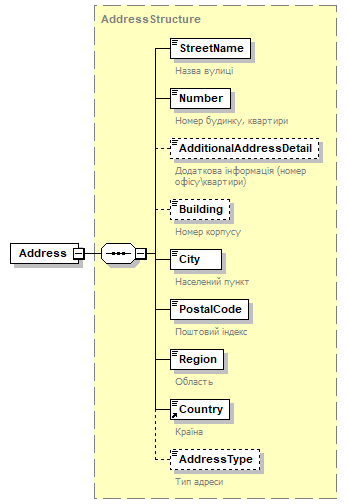 AddressStructure
StreetName
Назва вулиці
Number
Номер будинку, квартири
AdditionalAddressDetail
Додаткова інформація (номер
офісу\квартири)
Building
Номер корпусу
Address
City
Населений пункт
PostalCode
Поштовий індекс
Region
Область
Country
Країна
AddressType
Тип адреси